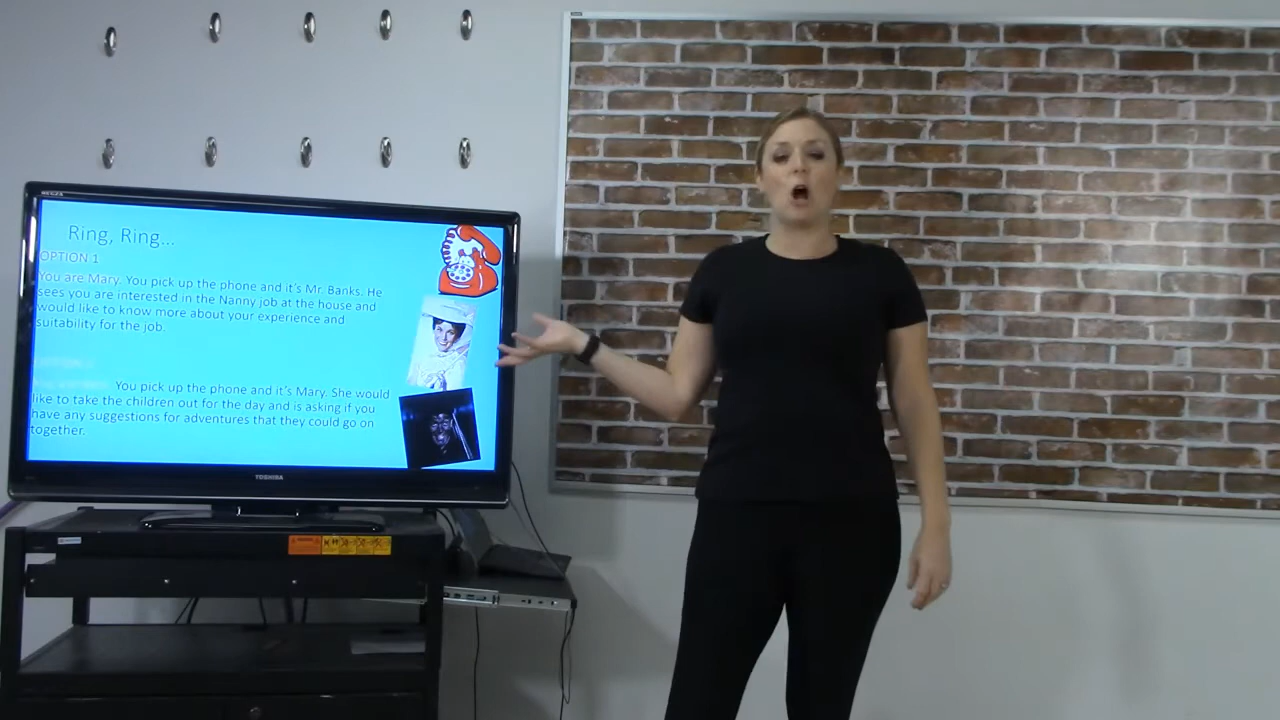 REGZA
Ring, Ring...
OPTION 1
You are Mary. You pick up the phone and it's Mr. Banks. He
sees you are interested in the Nanny job at the house and
would like to know more about your experience and
suitability for the job.
You pick up the phone and it's Mary. She would
like to take the children out for the day and is asking if you
have any suggestions for adventures that they could go on
together.
TOSHIBA